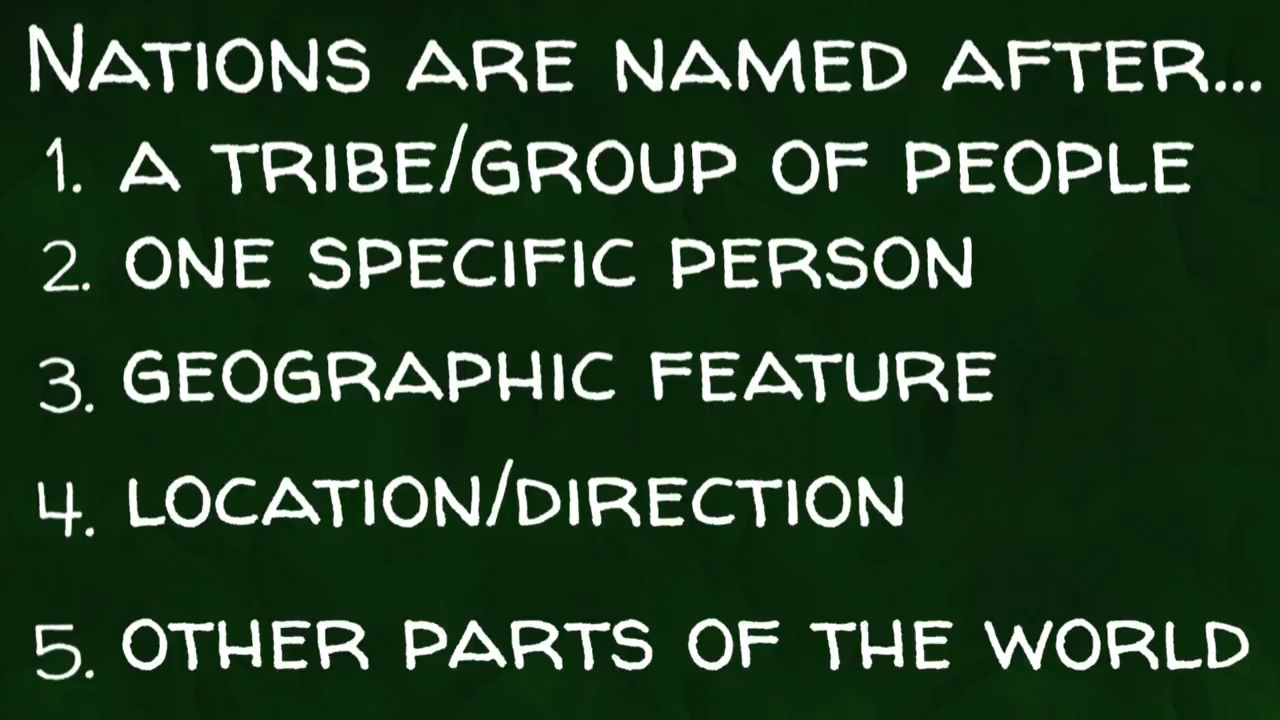 NATIONS ARE NAMED AFTER...
1. A TRIBE/GROUP OF PEOPLE
2. ONE SPECIFIC PERSON
3. GEOGRAPHIC FEATURE
4. LOCATION/DIRECTION
5. OTHER PARTS OF THE WORLD